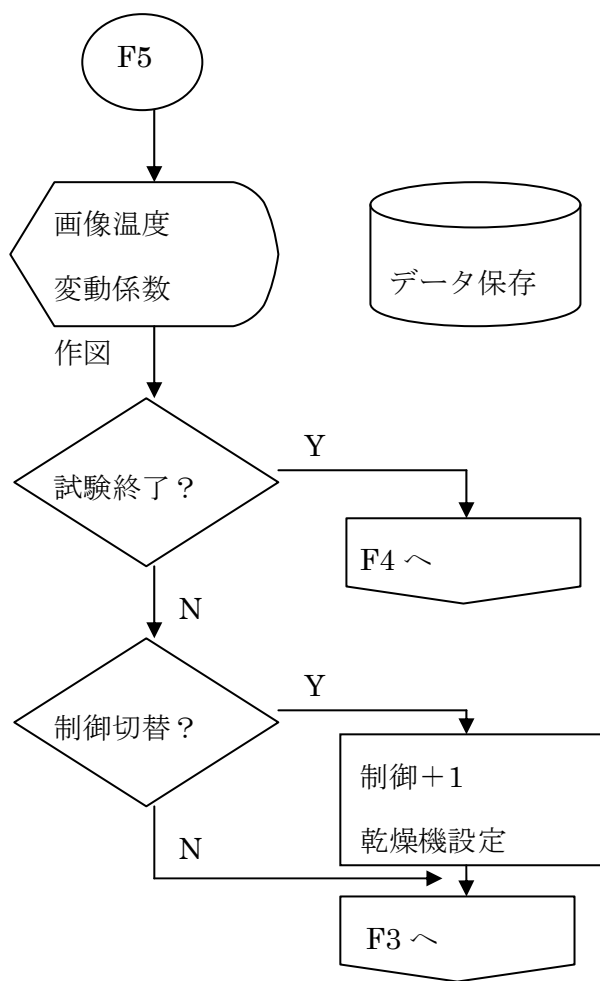 F5
画像温度
変動係数
作図
データ保存
試験終了？
Y
F4 へ
N
制御切替？
Y
制御＋1
乾燥機設定
N
F3 へ